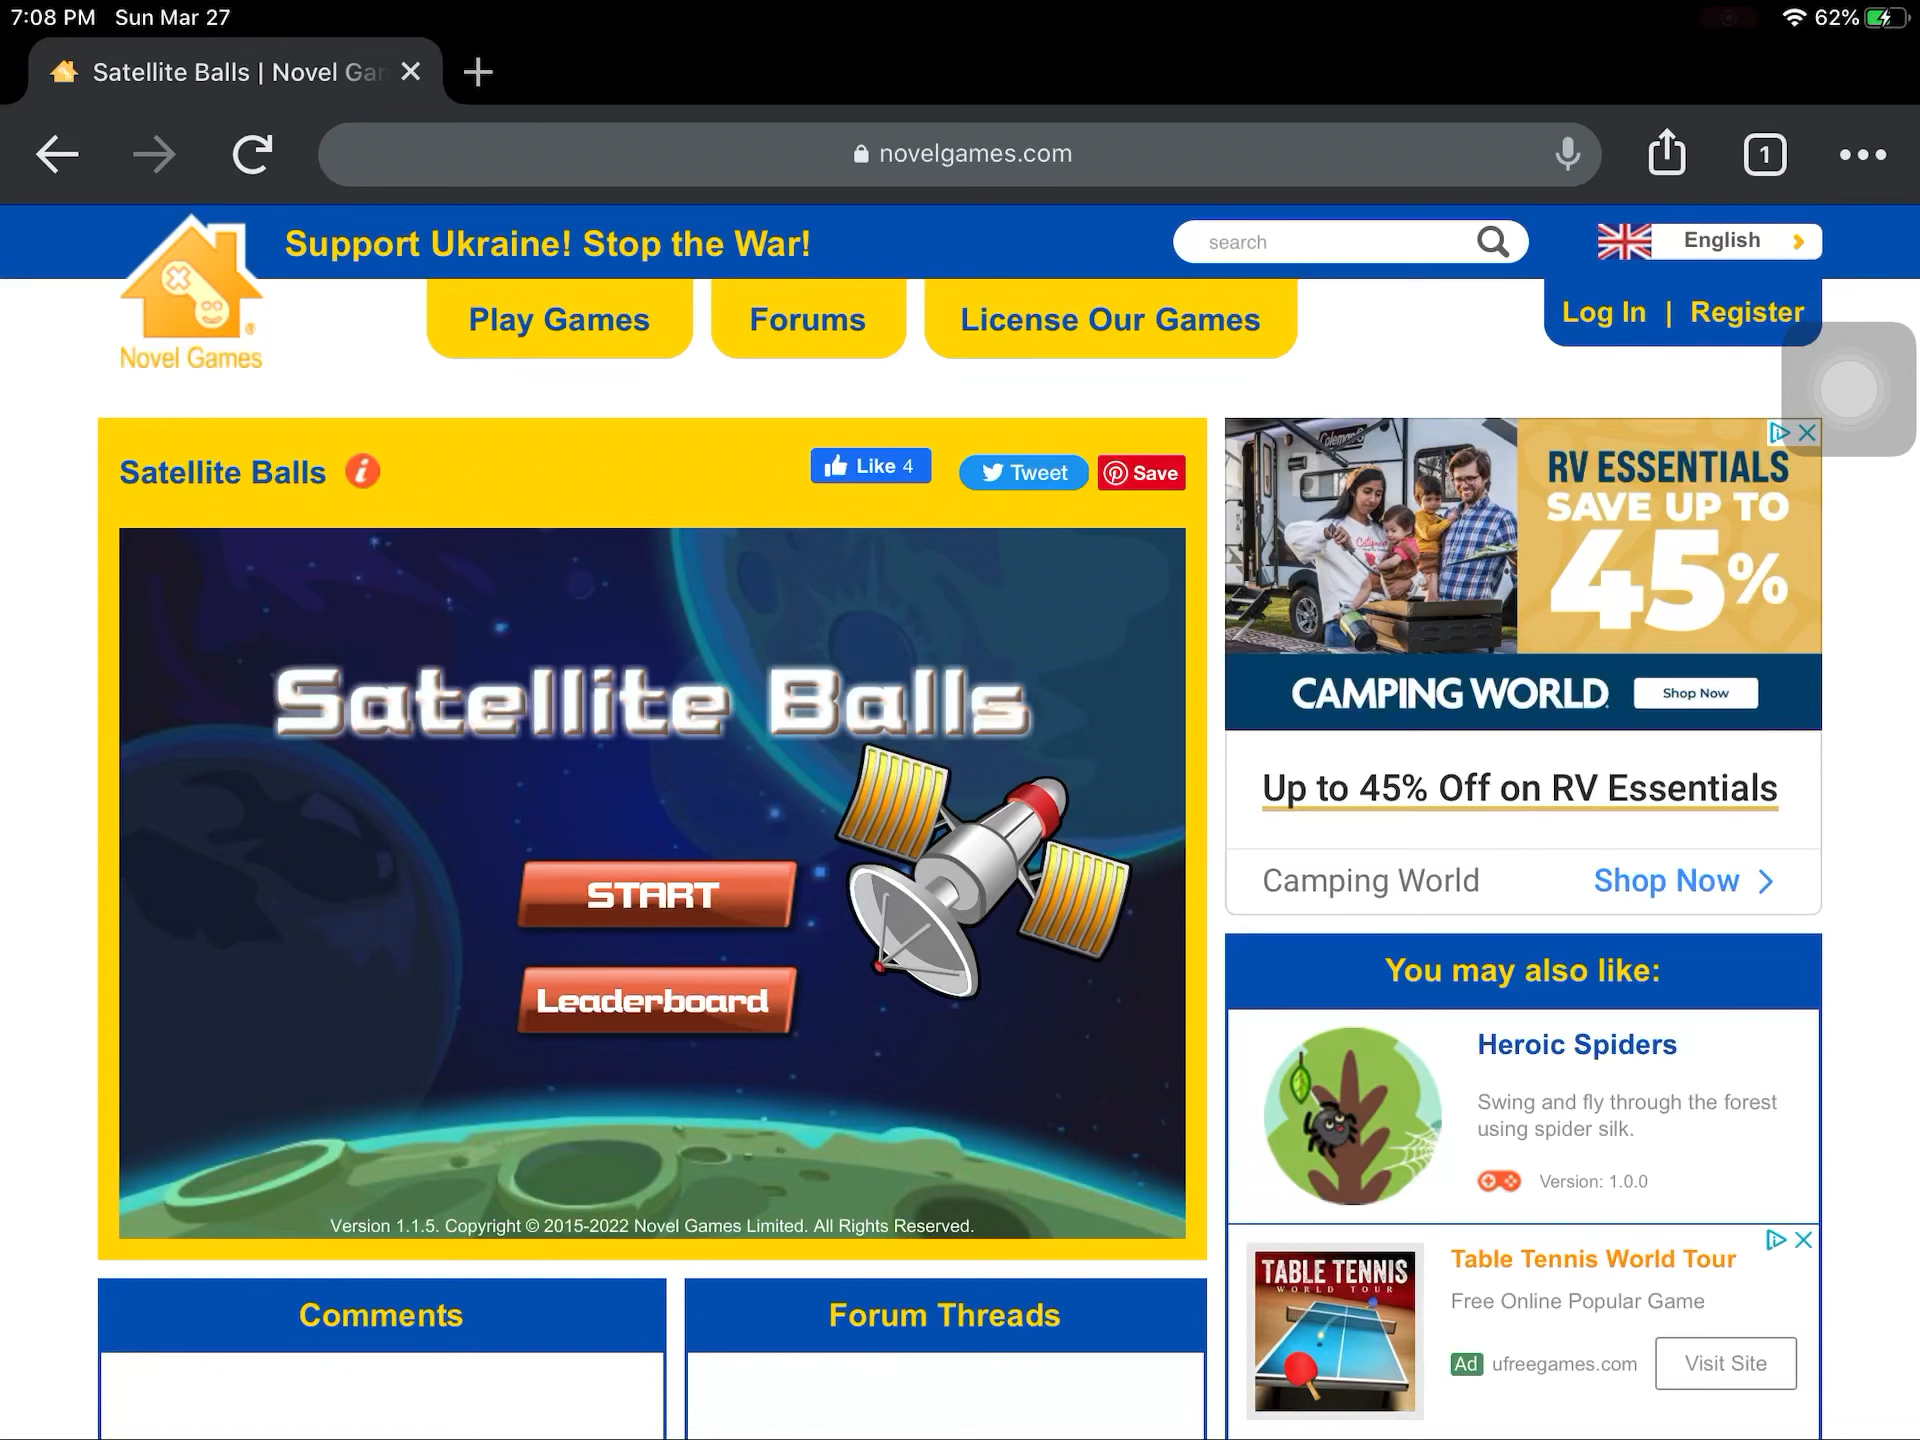 7:08 PM Sun Mar 27
62%
Satellite Balls | Novel Gar
novelgames.com
1
Support Ukraine! Stop the War!
search
English
Novel Games
Play Games
Forums
License Our Games
Log In | Register
Satellite Balls
Like 4
Tweet
Save
Satellite Balls
START
Leaderboard
Version 1.1.5. Copyright © 2015-2022 Novel Games Limited. All Rights Reserved.
Coleman
RV ESSENTIALS
SAVE UP TO
45%
CAMPING WORLD
Shop Now
Up to 45% Off on RV Essentials
Camping World
Shop Now
You may also like:
Heroic Spiders
Swing and fly through the forest
using spider silk.
Version: 1.0.0
TABLE TENNIS
WORLD TOUR
Table Tennis World Tour
Free Online Popular Game
Ad ufreegames.com
Visit Site
Comments
Forum Threads